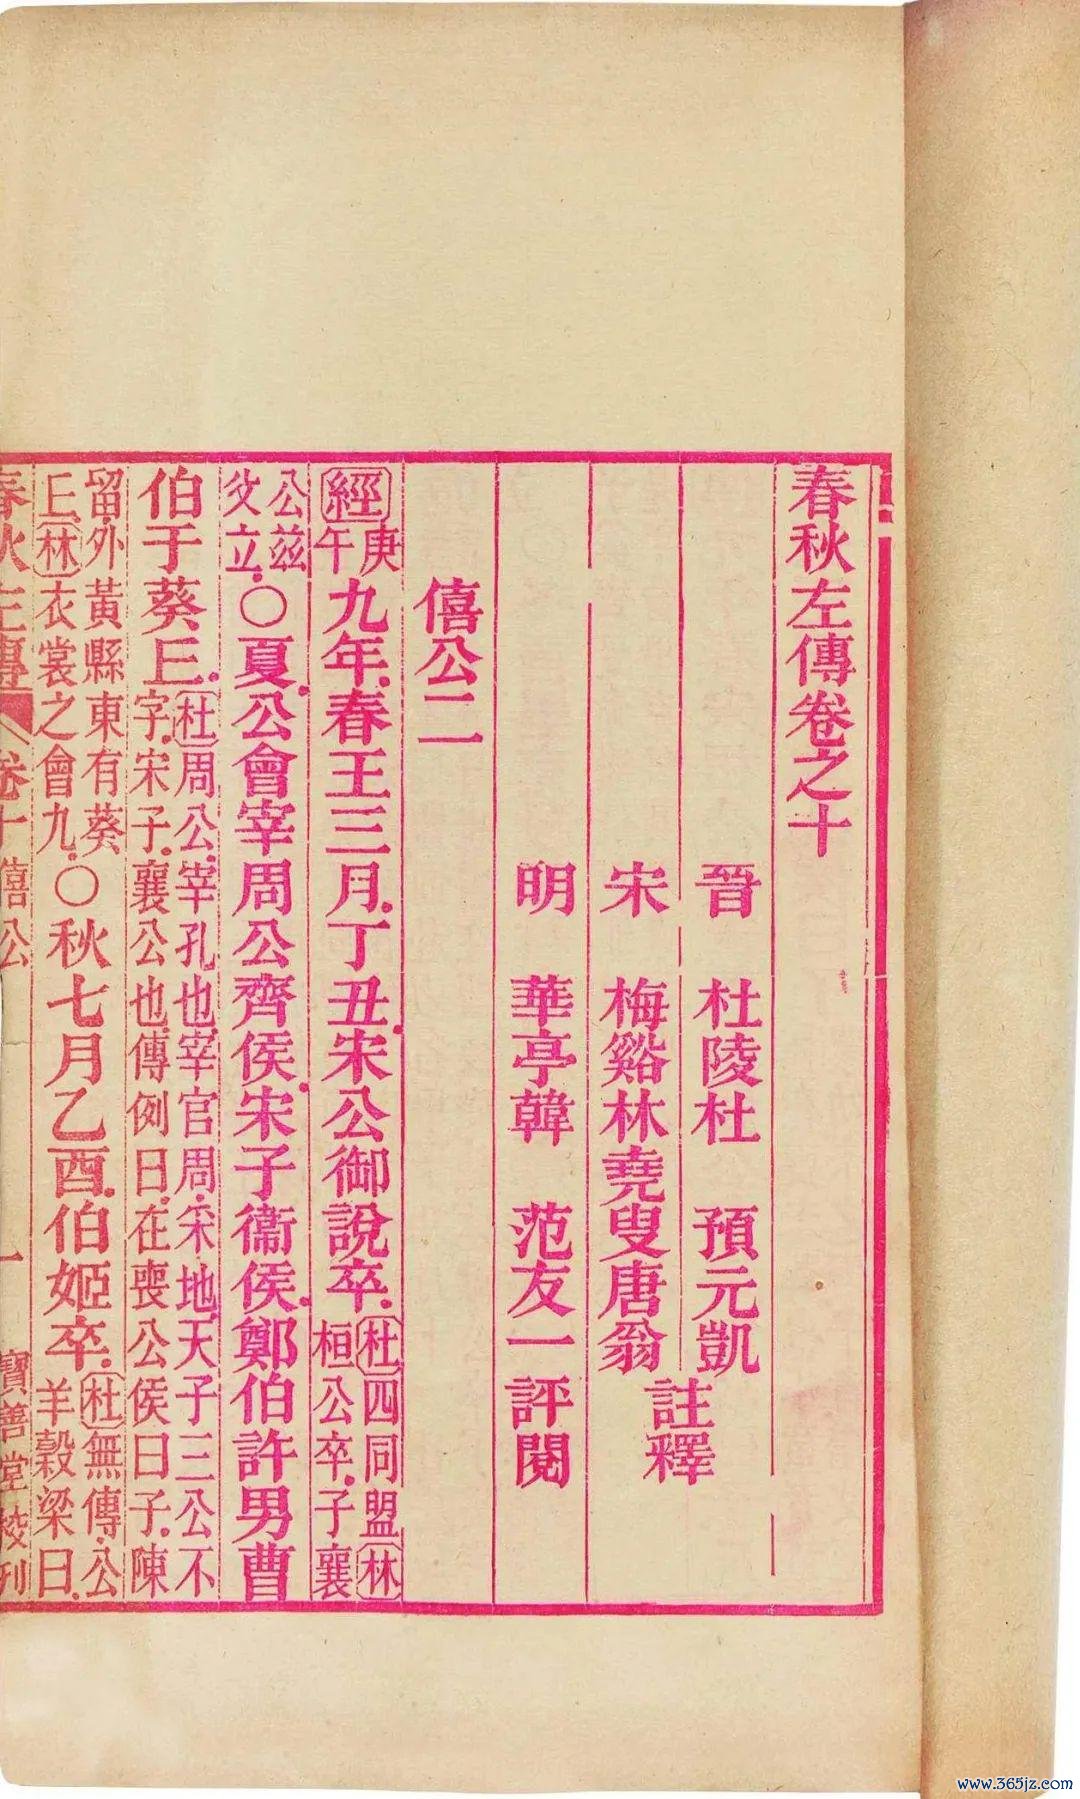 春秋左傳卷之十
晉 杜陵杜 預元凱
宋 梅谿林堯叟唐翁
註釋
明 華亭韓 范友一評閱
僖公二
經庚午九年春王三月丁丑宋公御說卒杜四同盟林桓公卒子襄
公兹父立〇夏公會宰周公齊侯宋子衞侯鄭伯許男曹
伯于葵丘杜周公宰孔也宰官周采地天子三公不字宋子襄公也傳例曰在喪公侯曰子陳
留外黃縣東有葵丘林衣裳之會九〇秋七月乙酉伯姬卒杜無傳公羊穀梁曰
春秋左傳 卷十僖公 一 寶善堂校刊
www.365jz.com